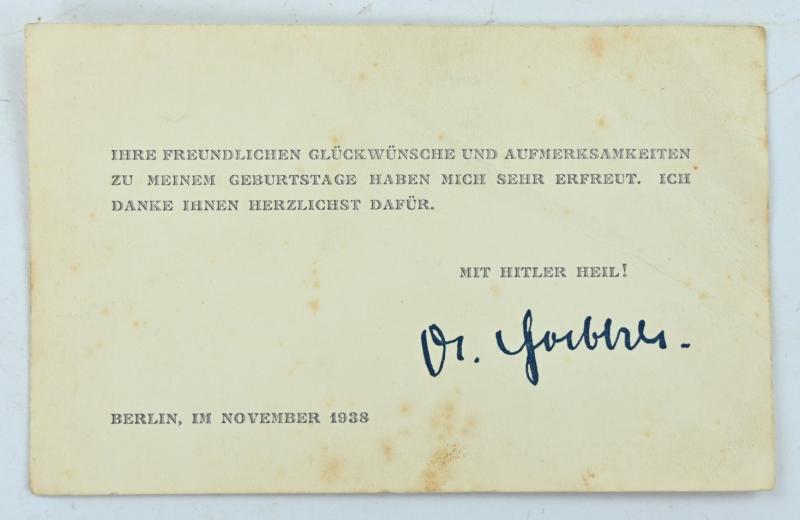 IHRE FREUNDLICHEN GLÜCKWÜNSCHE UND AUFMERKSAMKEITEN
ZU MEINEM GEBURTSTAGE HABEN MICH SEHR ERFREUT. ICH
DANKE IHNEN HERZLICHST DAFÜR.
MIT HITLER HEIL!
Dr. Goebbels.
BERLIN, IM NOVEMBER 1938